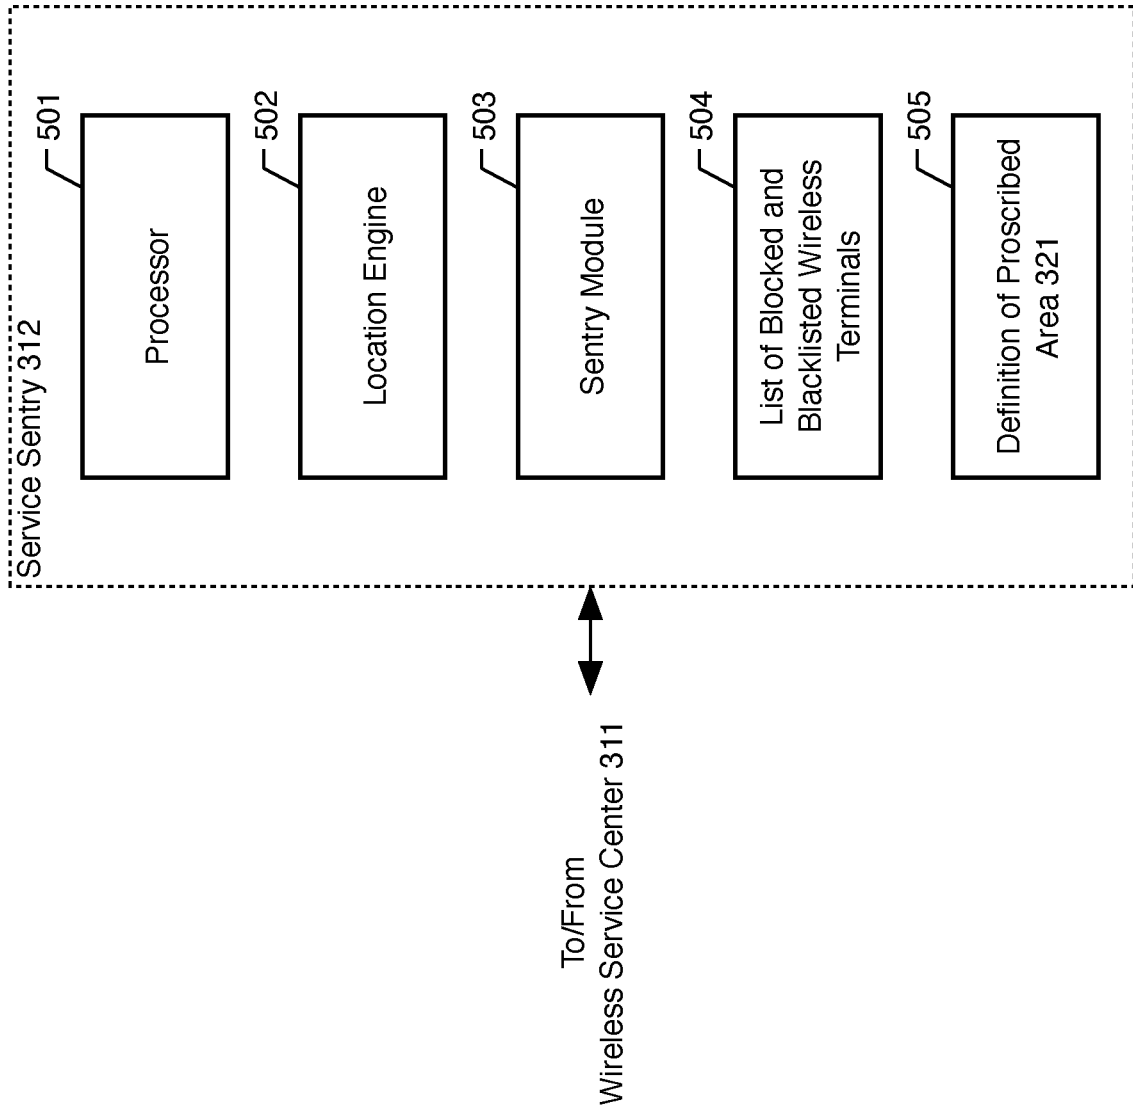 Service Sentry 312
501
Processor
502
Location Engine
503
Sentry Module
504
List of Blocked and
Blacklisted Wireless
Terminals
505
Definition of Proscribed
Area 321
To/From
Wireless Service Center 311